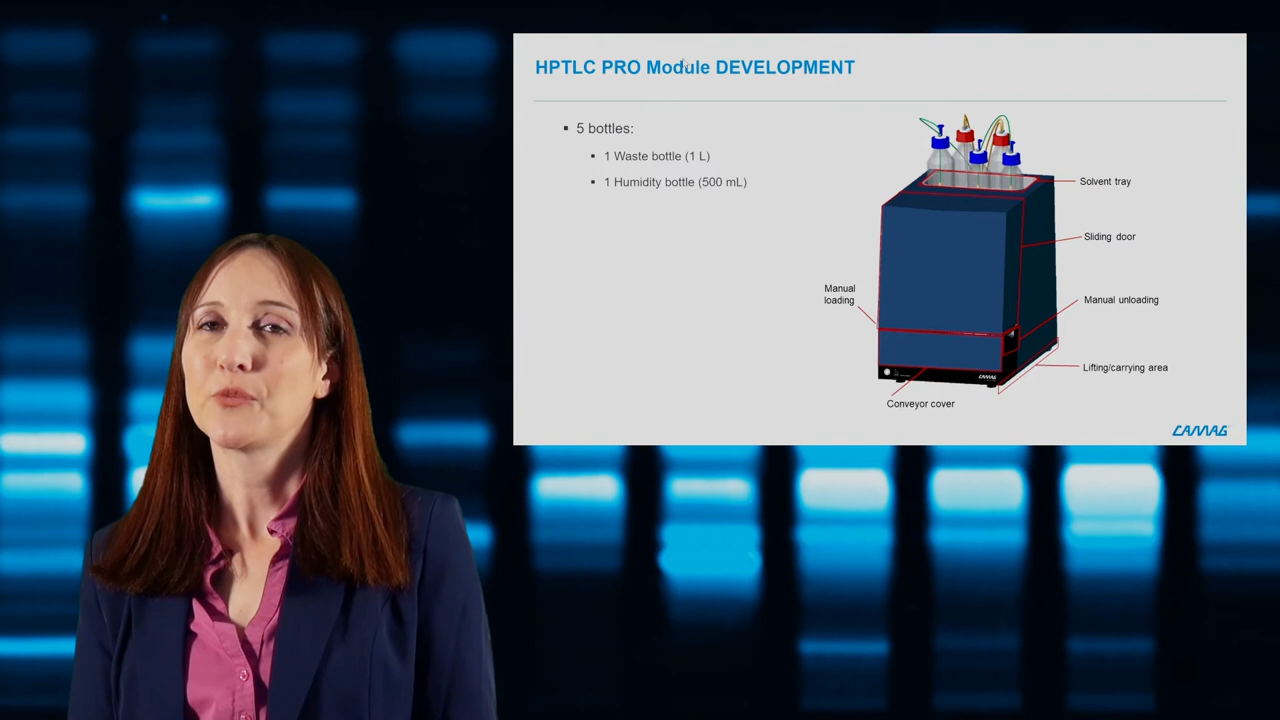 HPTLC PRO Module DEVELOPMENT
5 bottles:
1 Waste bottle (1 L)
1 Humidity bottle (500 mL)
Solvent tray
Sliding door
Manual
loading
Manual unloading
Lifting/carrying area
Conveyor cover
CAMAG
CAMAG